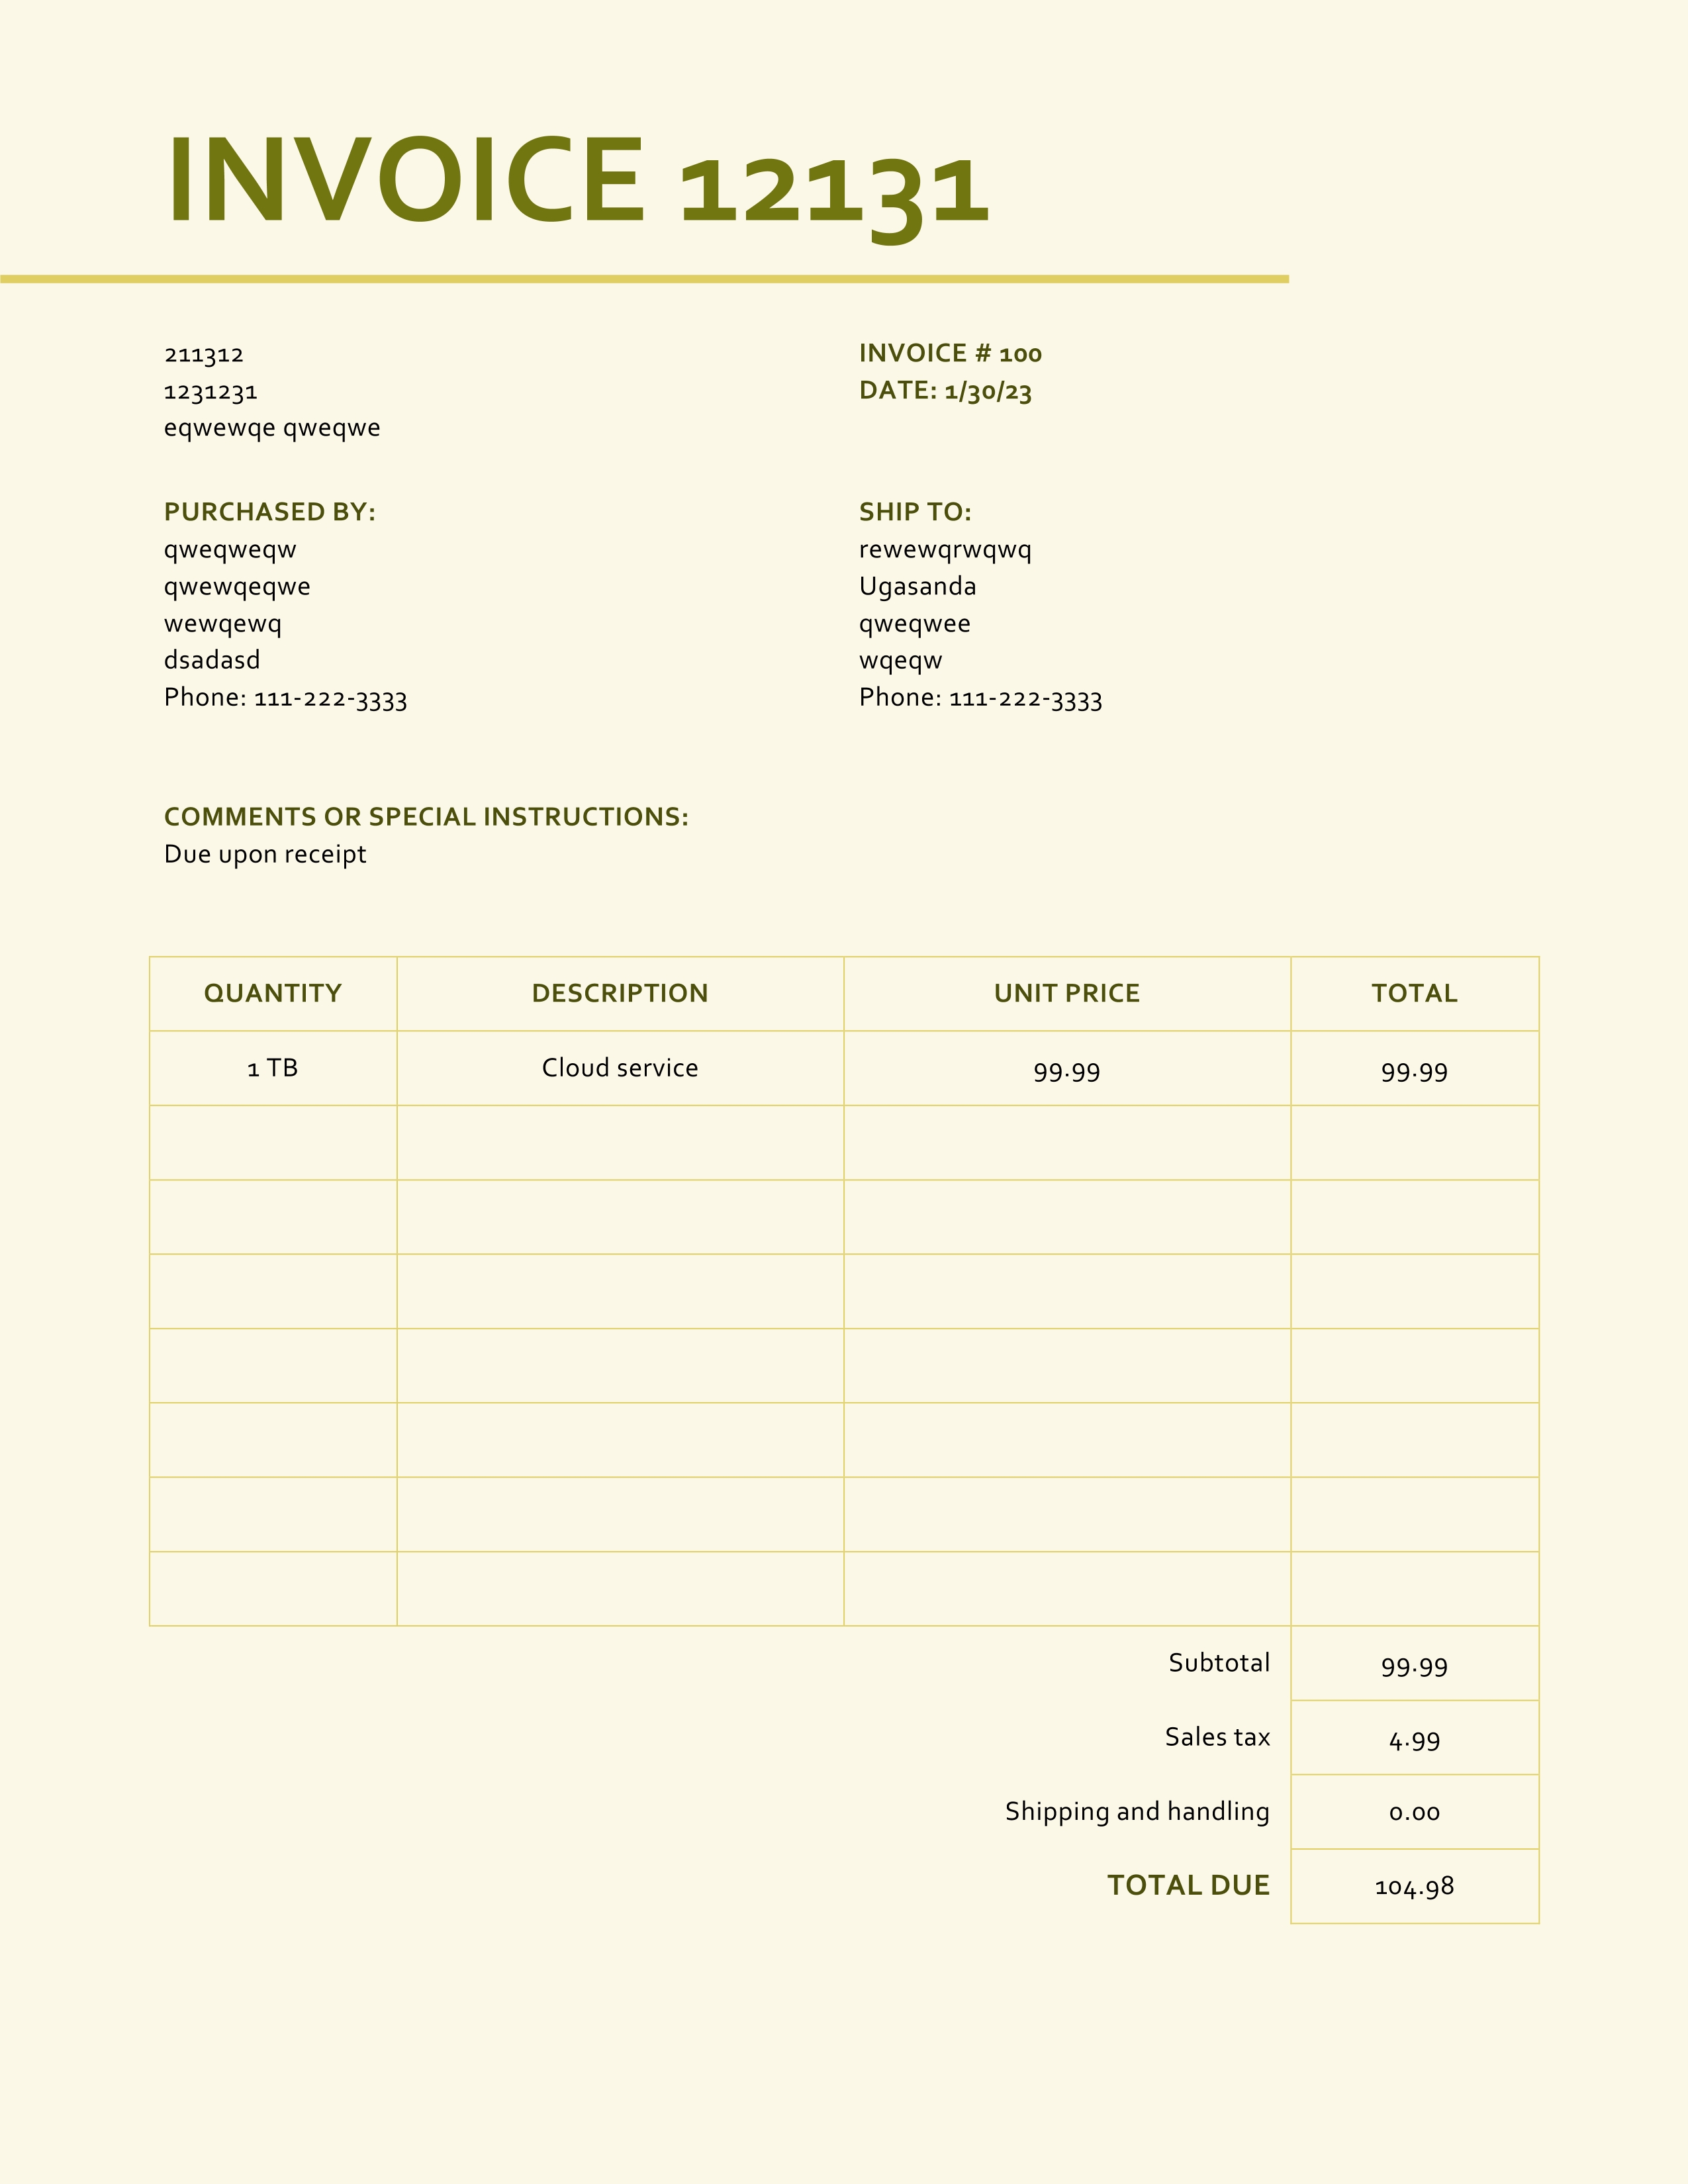 INVOICE 12131
211312
1231231
eqwewqe qweqwe
INVOICE # 100
DATE: 1/30/23
PURCHASED BY:
qweqweqw
qwewqeqwe
wewqewq
dsadasd
Phone: 111-222-3333
SHIP TO:
rewewqrwqwq
Ugasanda
qweqwee
wqeqw
Phone: 111-222-3333
COMMENTS OR SPECIAL INSTRUCTIONS:
Due upon receipt
QUANTITY DESCRIPTION UNIT PRICE TOTAL
1 TB Cloud service 99.99 99.99
Subtotal 99.99
Sales tax 4.99
Shipping and handling 0.00
TOTAL DUE 104.98